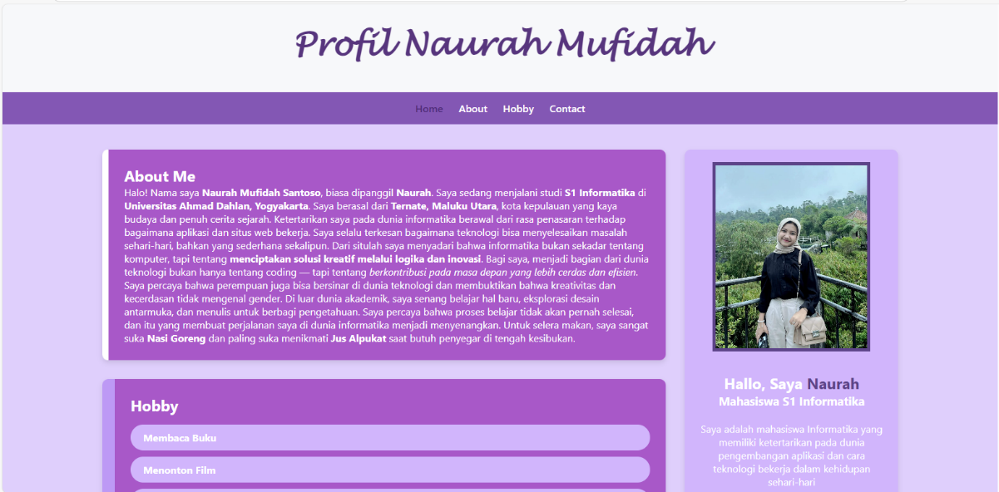 Profil Naurah Mufidah
Home About Hobby Contact
About Me
Halo! Nama saya Naurah Mufidah Santoso, biasa dipanggil Naurah. Saya sedang menjalani studi S1 Informatika di
Universitas Ahmad Dahlan, Yogyakarta. Saya berasal dari Ternate, Maluku Utara, kota kepulauan yang kaya
budaya dan penuh cerita sejarah. Ketertarikan saya pada dunia informatika berawal dari rasa penasaran terhadap
bagaimana aplikasi dan situs web bekerja. Saya selalu terkesan bagaimana teknologi bisa menyelesaikan masalah
sehari-hari, bahkan yang sederhana sekalipun. Dari situlah saya menyadari bahwa informatika bukan sekadar tentang
komputer, tapi tentang menciptakan solusi kreatif melalui logika dan inovasi. Bagi saya, menjadi bagian dari dunia
teknologi bukan hanya tentang coding — tapi tentang berkontribusi pada masa depan yang lebih cerdas dan efisien.
Saya percaya bahwa perempuan juga bisa bersinar di dunia teknologi dan membuktikan bahwa kreativitas dan
kecerdasan tidak mengenal gender. Di luar dunia akademik, saya senang belajar hal baru, eksplorasi desain
antarmuka, dan menulis untuk berbagi pengetahuan. Saya percaya bahwa proses belajar tidak akan pernah selesai,
dan itu yang membuat perjalanan saya di dunia informatika menjadi menyenangkan. Untuk selera makan, saya sangat
suka Nasi Goreng dan paling suka menikmati Jus Alpukat saat butuh penyegar di tengah kesibukan.
Hobby
Membaca Buku
Menonton Film
Hallo, Saya Naurah
Mahasiswa S1 Informatika
Saya adalah mahasiswa Informatika yang
memiliki ketertarikan pada dunia
pengembangan aplikasi dan cara
teknologi bekerja dalam kehidupan
sehari-hari